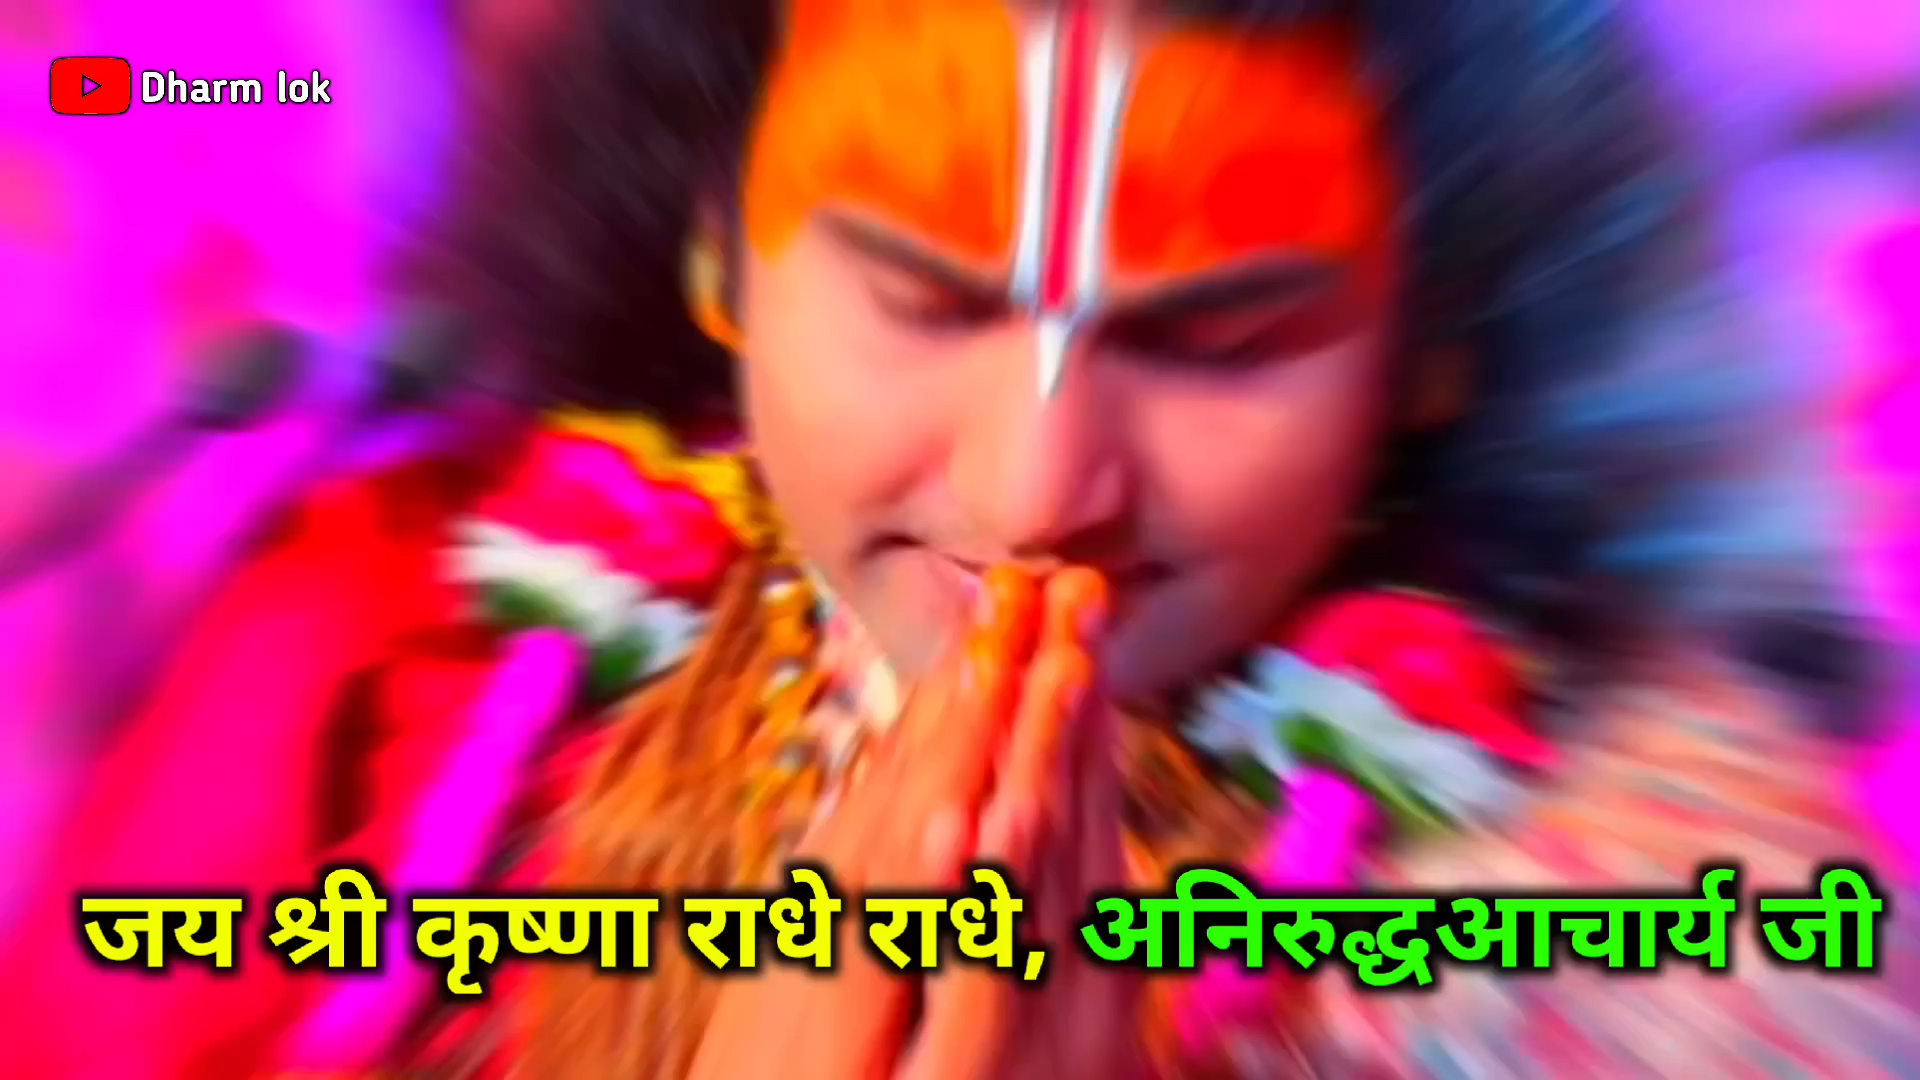 Dharm lok
जय श्री कृष्णा राधे राधे, अनिरुद्धआचार्य जी